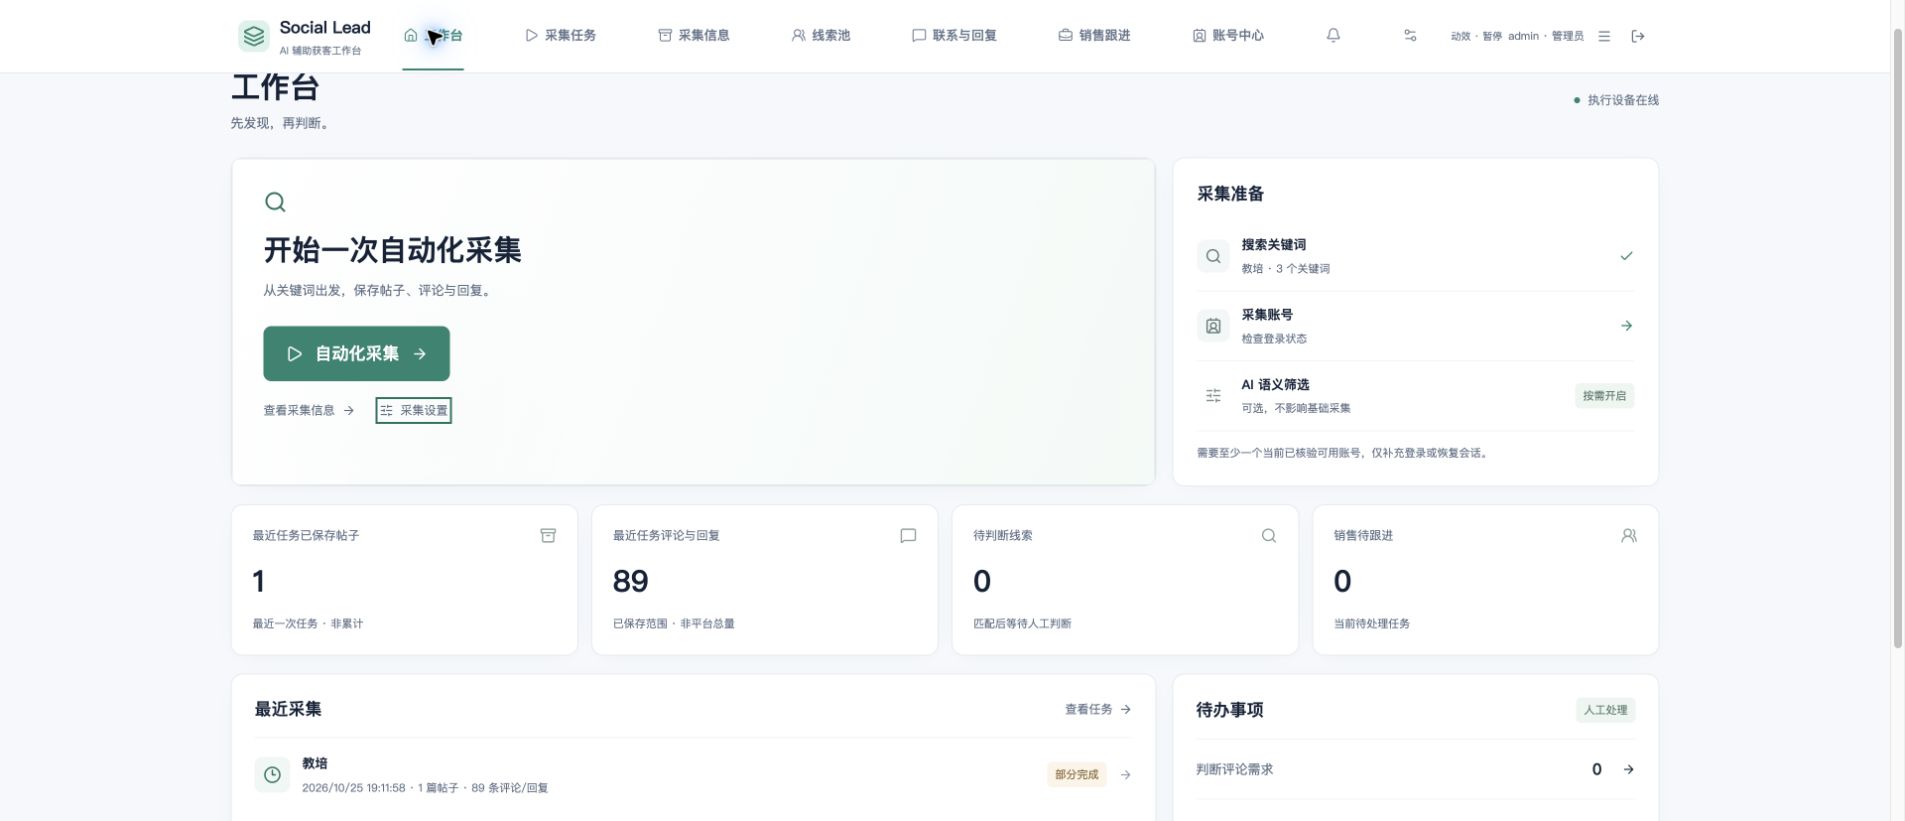 Social Lead
AI 辅助获客工作台
作台
采集任务
采集信息
线索池
联系与回复
销售跟进
账号中心
动效 · 暂停 admin · 管理员
工作台
先发现，再判断。
执行设备在线
开始一次自动化采集
从关键词出发，保存帖子、评论与回复。
自动化采集
查看采集信息
采集设置
采集准备
搜索关键词
教培 · 3 个关键词
采集账号
检查登录状态
AI 语义筛选
可选，不影响基础采集
按需开启
需要至少一个当前已核验可用账号，仅补充登录或恢复会话。
最近任务已保存帖子
1
最近一次任务 · 非累计
最近任务评论与回复
89
已保存范围 · 非平台总量
待判断线索
0
匹配后等待人工判断
销售待跟进
0
当前待处理任务
最近采集
查看任务
教培
2026/10/25 19:11:58 · 1 篇帖子 · 89 条评论/回复
部分完成
待办事项
人工处理
判断评论需求
0